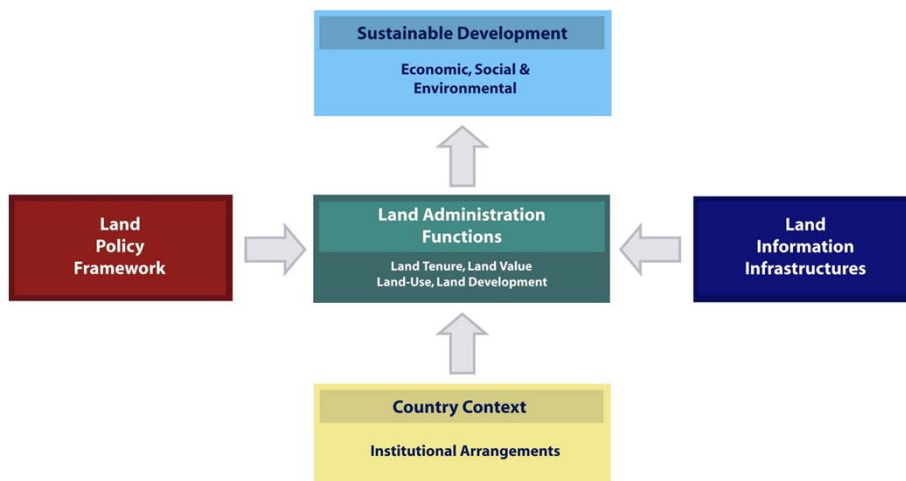 Sustainable Development
Economic, Social &
Environmental
Land
Policy
Framework
Land Administration
Functions
Land Tenure, Land Value
Land-Use, Land Development
Land
Information
Infrastructures
Country Context
Institutional Arrangements